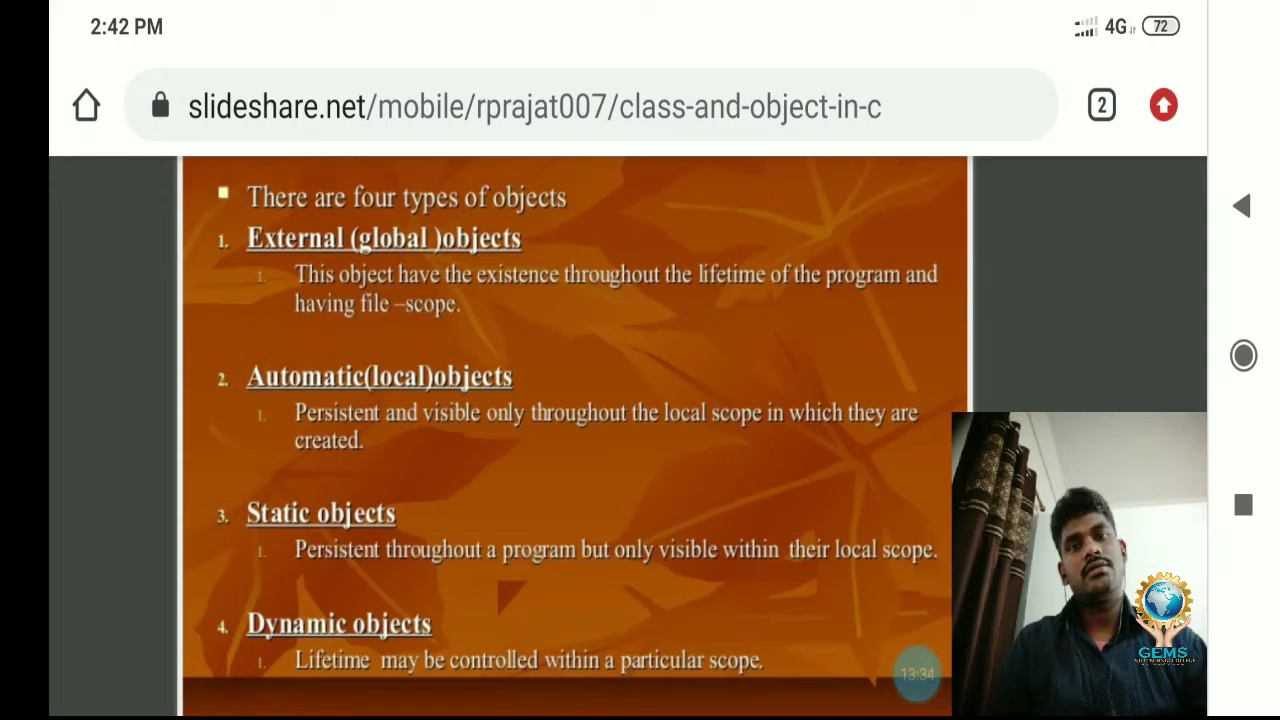 2:42 PM
4G 72
slideshare.net/mobile/rprajat007/class-and-object-in-c
2
There are four types of objects
1. External (global )objects
1. This object have the existence throughout the lifetime of the program and
having file –scope.
2. Automatic(local)objects
1. Persistent and visible only throughout the local scope in which they are
created.
3. Static objects
1. Persistent throughout a program but only visible within their local scope.
4. Dynamic objects
1. Lifetime may be controlled within a particular scope.
13:34
GEMS
POLYTECHNIC COLLEGE